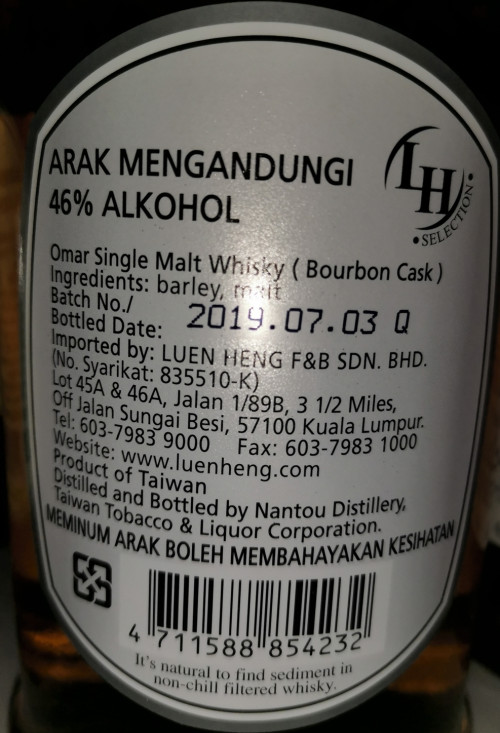 ARAK MENGANDUNGI
46% ALKOHOL
LH
•SELECTION•
Omar Single Malt Whisky ( Bourbon Cask )
Ingredients: barley, malt
Batch No./
Bottled Date: 2019.07.03 Q
Imported by: LUEN HENG F&B SDN. BHD.
(No. Syarikat: 835510-K)
Lot 45A & 46A, Jalan 1/89B, 3 1/2 Miles,
Off Jalan Sungai Besi, 57100 Kuala Lumpur.
Tel: 603-7983 9000 Fax: 603-7983 1000
Website: www.luenheng.com
Product of Taiwan
Distilled and Bottled by Nantou Distillery,
Taiwan Tobacco & Liquor Corporation.
MEMINUM ARAK BOLEH MEMBAHAYAKAN KESIHATAN
4 711588 854232
It's natural to find sediment in
non-chill filtered whisky.